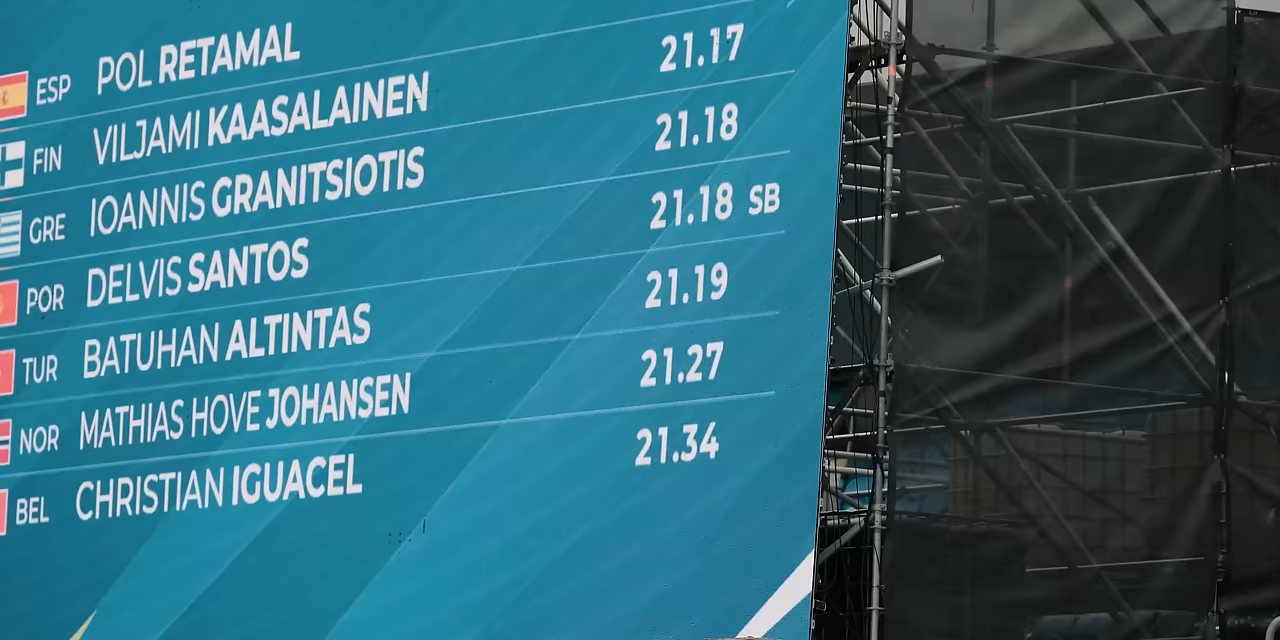 ESP POL RETAMAL
FIN VILJAMI KAASALAINEN 21.17
GRE IOANNIS GRANITSIOTIS 21.18
POR DELVIS SANTOS 21.18 SB
TUR BATUHAN ALTINTAS 21.19
NOR MATHIAS HOVE JOHANSEN 21.27
BEL CHRISTIAN IGUACEL 21.34